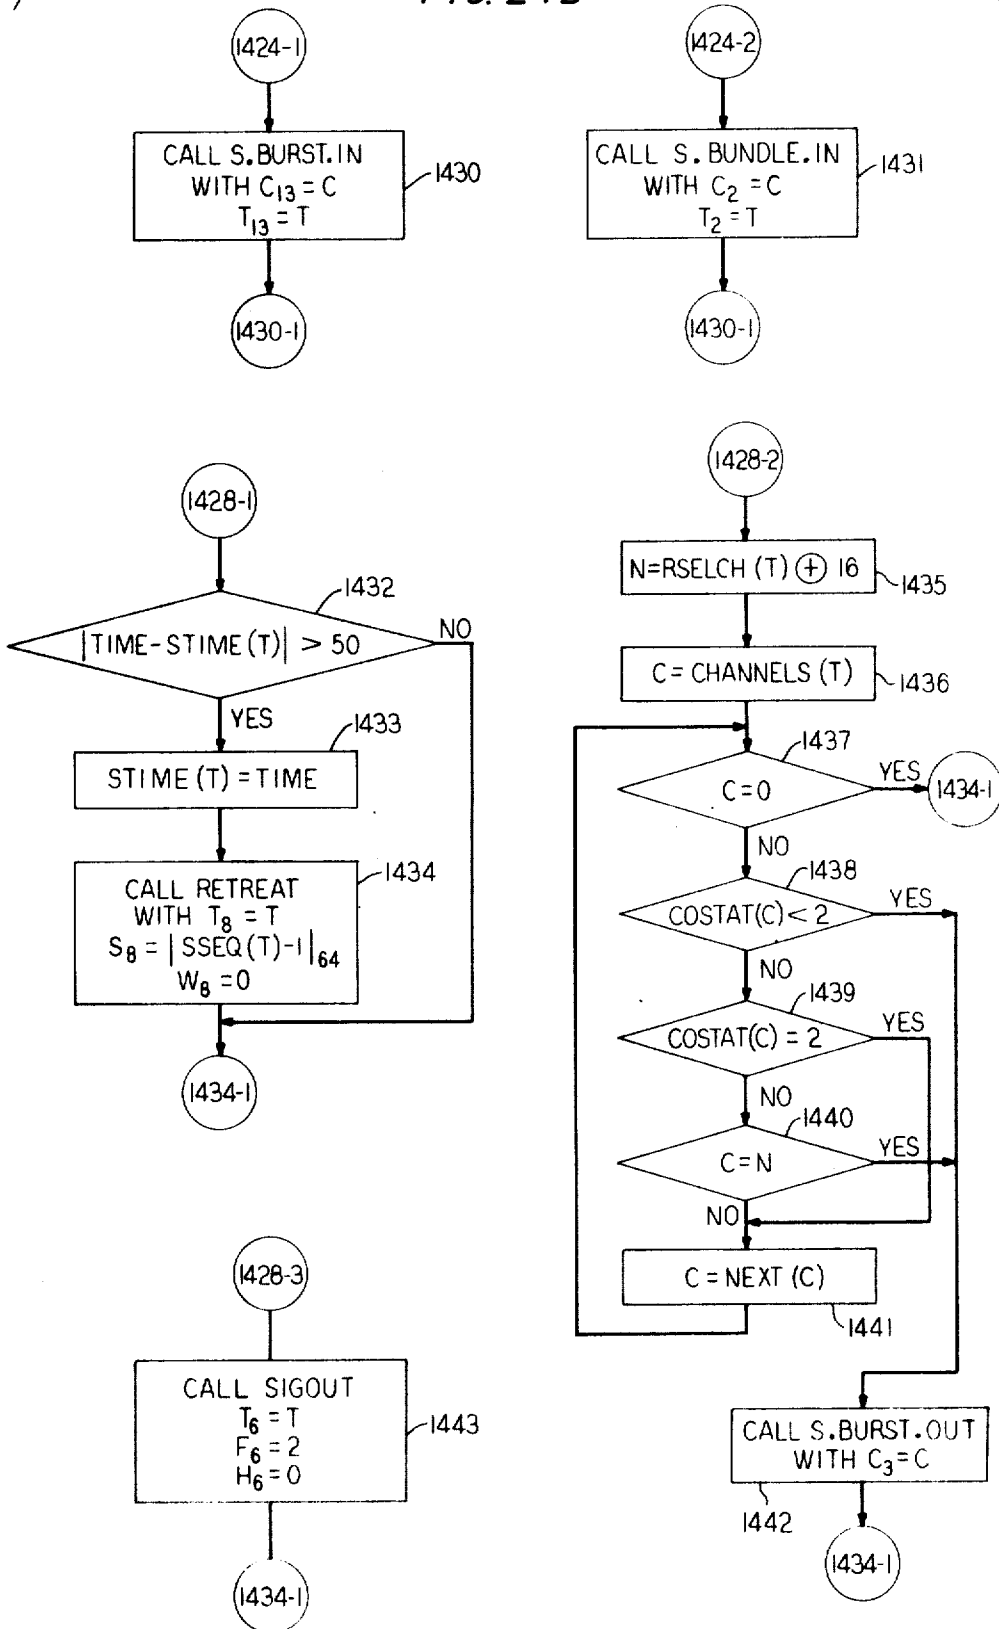 1424-1
CALL S.BURST.IN
WITH C₁₃ = C
T₁₃ = T
1430
1430-1
1424-2
CALL S. BUNDLE.IN
WITH C₂ = C
T₂ = T
1431
1430-1
1428-1
1432
|TIME-STIME(T)| > 50
NO
YES
1433
STIME(T) = TIME
1434
CALL RETREAT
WITH T₈ = T
S₈ = |SSEQ(T)-1|₆₄
W₈ = 0
1434-1
1428-2
N=RSELCH (T) ⊕ 16
1435
C = CHANNELS (T)
1436
1437
C=0
YES
1434-1
NO
1438
COSTAT(C) < 2
YES
NO
1439
COSTAT(C) = 2
YES
NO
1440
C=N
YES
NO
C = NEXT (C)
1441
CALL S.BURST.OUT
WITH C₃=C
1442
1434-1
1428-3
CALL SIGOUT
T₆ = T
F₆ = 2
H₆ = 0
1443
1434-1